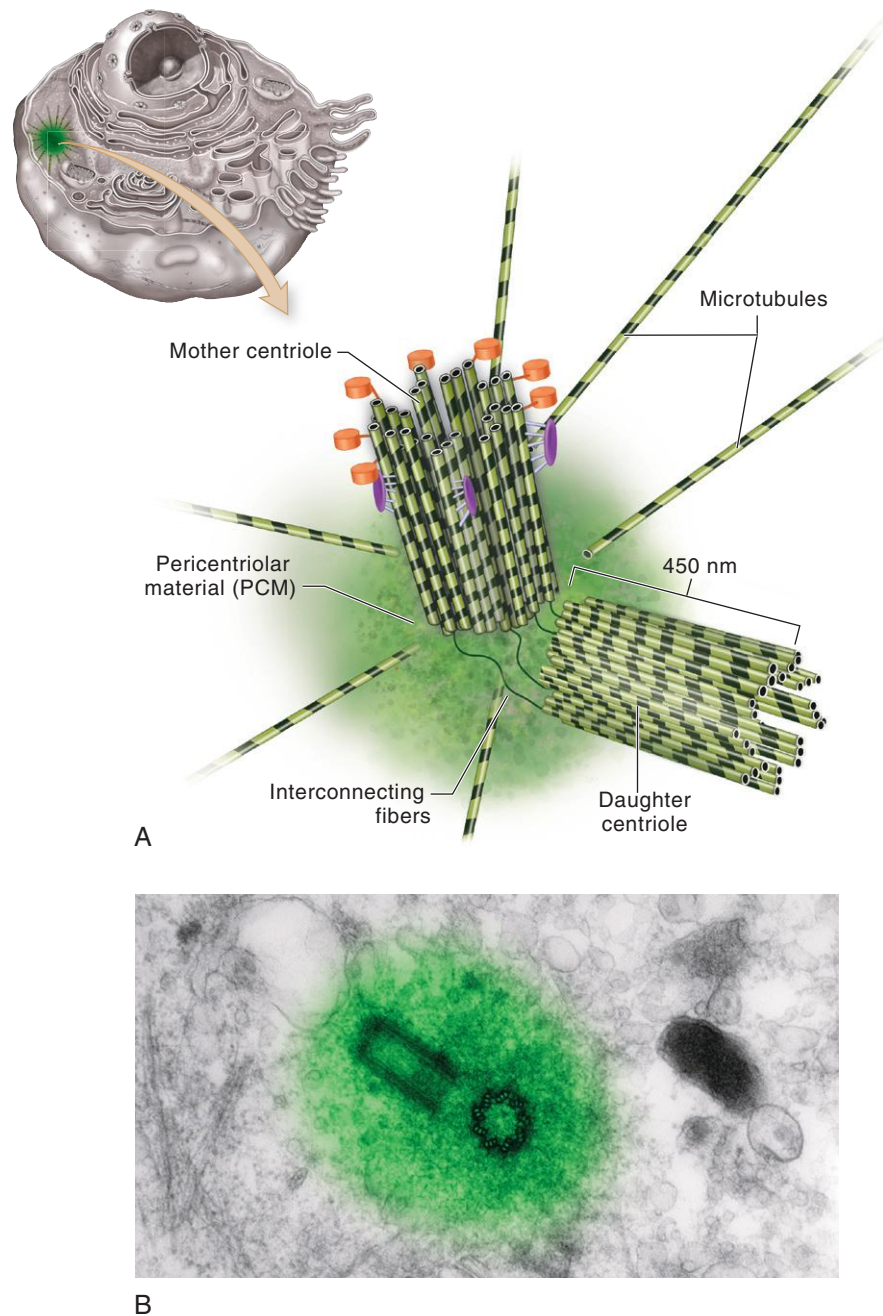 Microtubules
Mother centriole
Pericentriolar
material (PCM)
450 nm
Interconnecting
fibers
Daughter
centriole
A
B